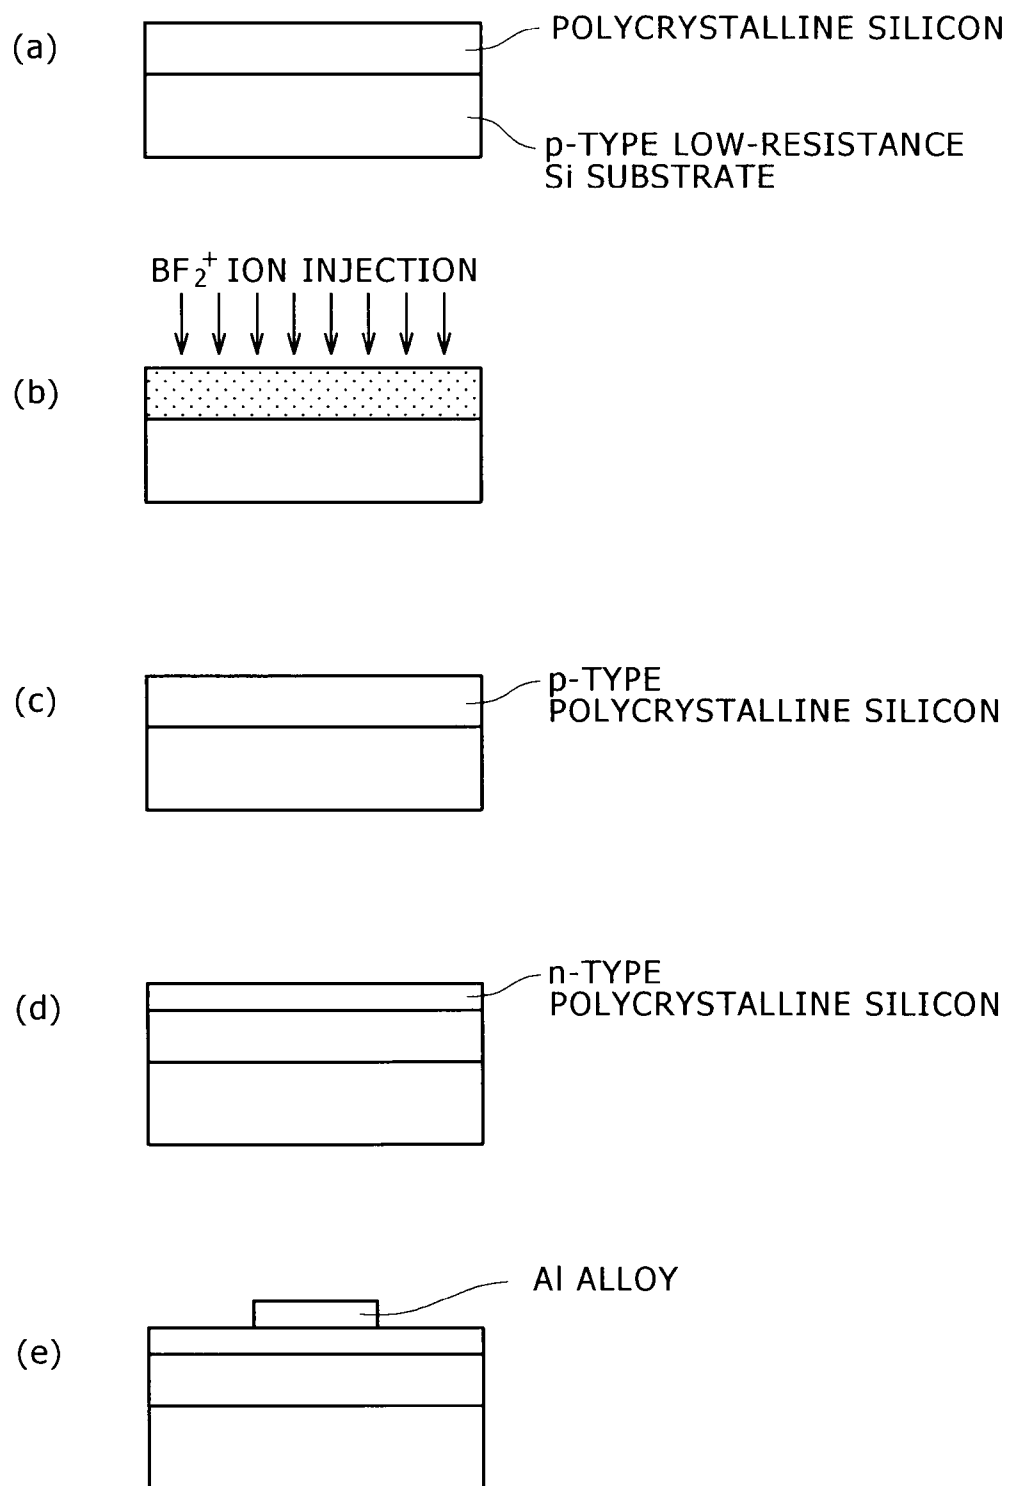 (a)
POLYCRYSTALLINE SILICON
p-TYPE LOW-RESISTANCE
Si SUBSTRATE
BF₂⁺ ION INJECTION
(b)
(c)
p-TYPE
POLYCRYSTALLINE SILICON
(d)
n-TYPE
POLYCRYSTALLINE SILICON
Al ALLOY
(e)